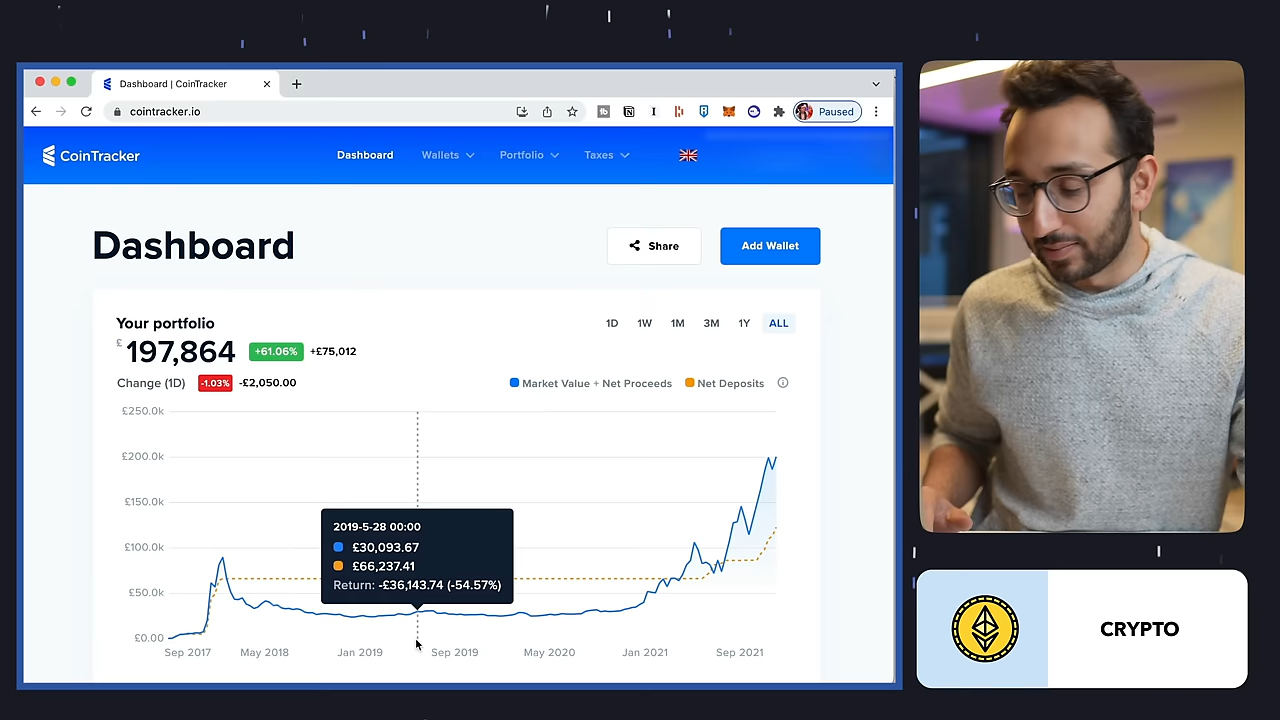 Dashboard | CoinTracker
cointracker.io
Paused
CoinTracker
Dashboard Wallets Portfolio Taxes
Dashboard
Share
Add Wallet
Your portfolio
1D 1W 1M 3M 1Y ALL
£197,864 +61.06% +£75,012
Change (1D) -1.03% -£2,050.00
Market Value + Net Proceeds Net Deposits
£250.0k
£200.0k
£150.0k
£100.0k
£50.0k
£0.00
2019-5-28 00:00
£30,093.67
£66,237.41
Return: -£36,143.74 (-54.57%)
Sep 2017 May 2018 Jan 2019 Sep 2019 May 2020 Jan 2021 Sep 2021
CRYPTO